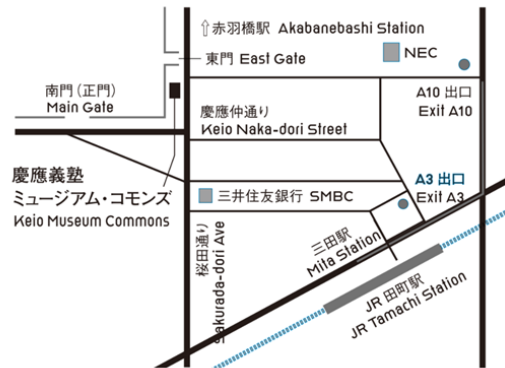 ⇧赤羽橋駅 Akabanebashi Station
東門 East Gate
NEC
南門（正門）
Main Gate
慶應仲通り
Keio Naka-dori Street
A10 出口
Exit A10
慶應義塾
ミュージアム・コモンズ
Keio Museum Commons
三井住友銀行 SMBC
A3 出口
Exit A3
桜田通り
Sakurada-dori Ave
三田駅
Mita Station
JR 田町駅
JR Tamachi Station